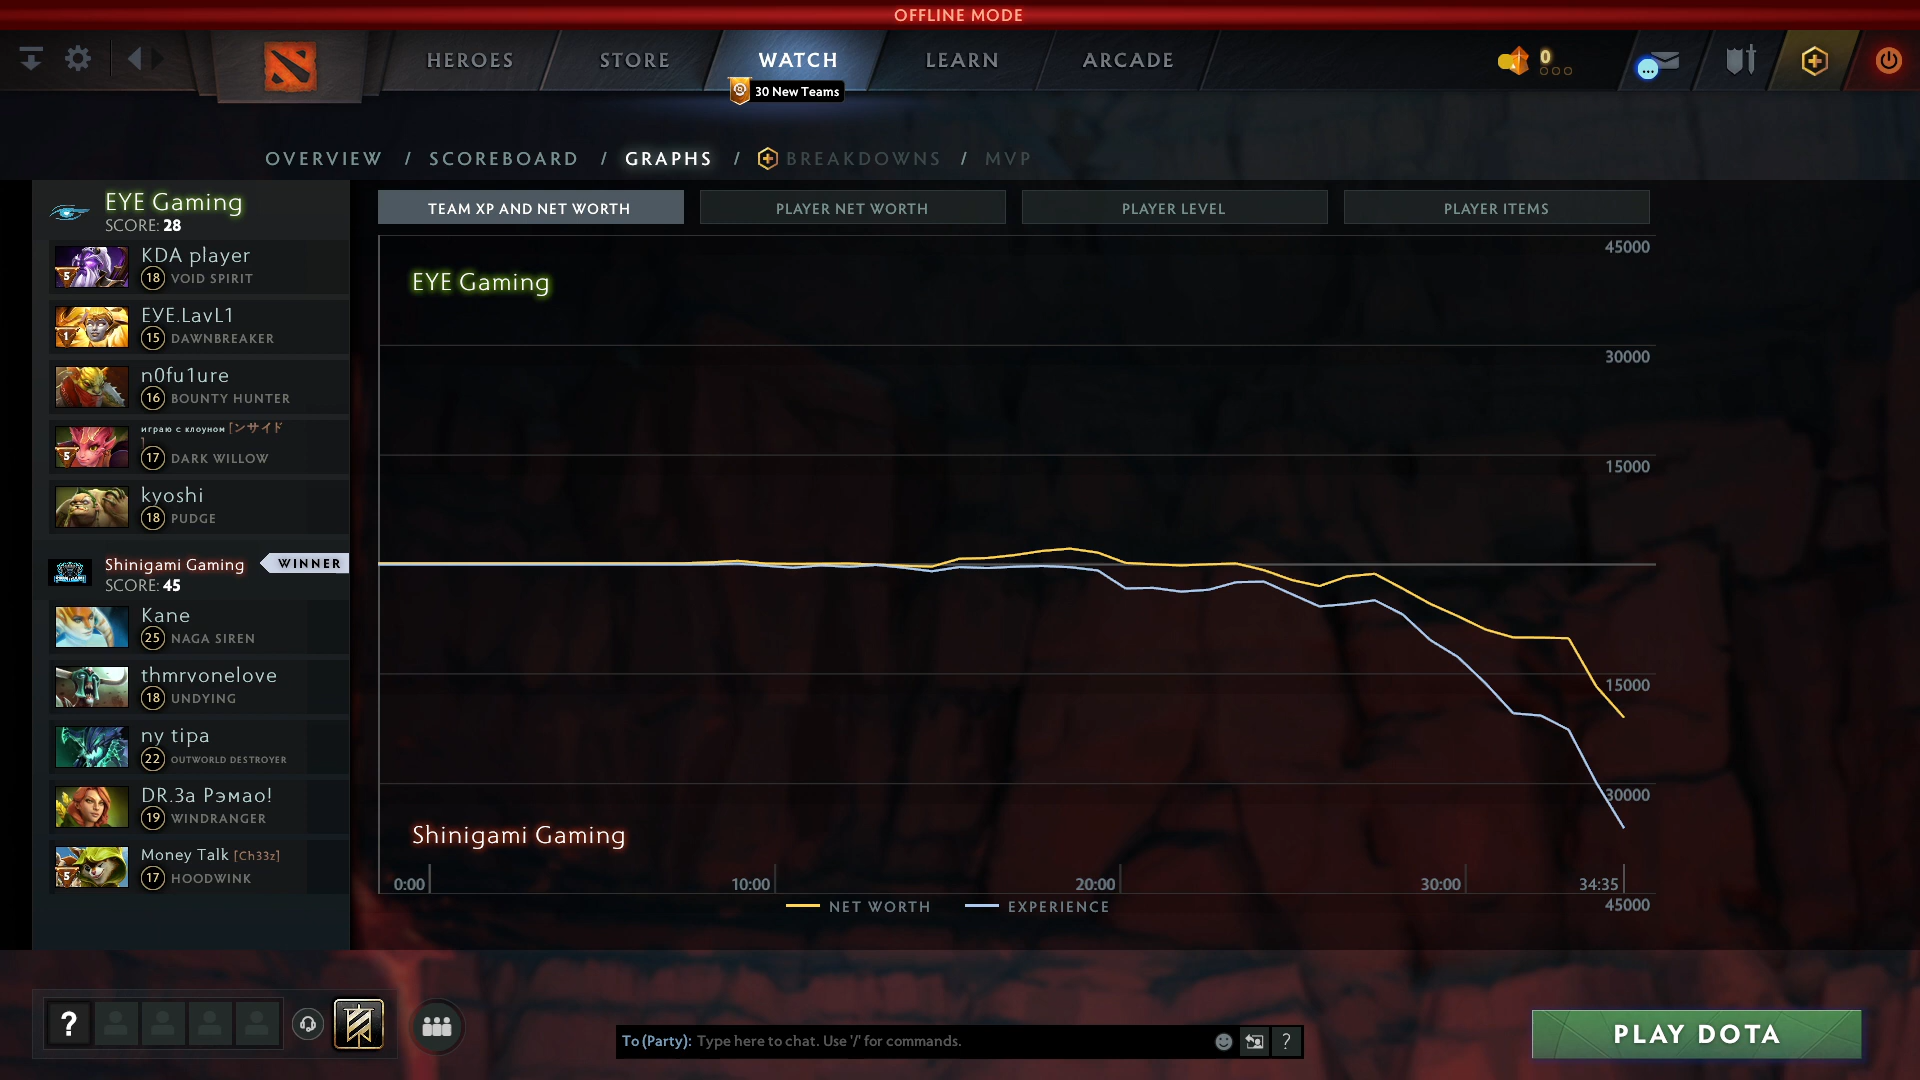 OFFLINE MODE
HEROES
STORE
WATCH
LEARN
ARCADE
0
30 New Teams
OVERVIEW / SCOREBOARD / GRAPHS / BREAKDOWNS / MVP
EYE Gaming
SCORE: 28
5
KDA player
18 VOID SPIRIT
1
EYE.LavL1
15 DAWNBREAKER
n0fu1ure
16 BOUNTY HUNTER
5
играю с клоуном [ンサイド
]
17 DARK WILLOW
kyoshi
18 PUDGE
Shinigami Gaming
WINNER
SCORE: 45
Kane
25 NAGA SIREN
thmrvonelove
18 UNDYING
ny tipa
22 OUTWORLD DESTROYER
DR.За Рэмао!
19 WINDRANGER
5
Money Talk [Ch33z]
17 HOODWINK
TEAM XP AND NET WORTH
PLAYER NET WORTH
PLAYER LEVEL
PLAYER ITEMS
45000
EYE Gaming
30000
15000
15000
30000
Shinigami Gaming
0:00
10:00
20:00
30:00
34:35
45000
NET WORTH
EXPERIENCE
?
To (Party): Type here to chat. Use '/' for commands.
?
PLAY DOTA